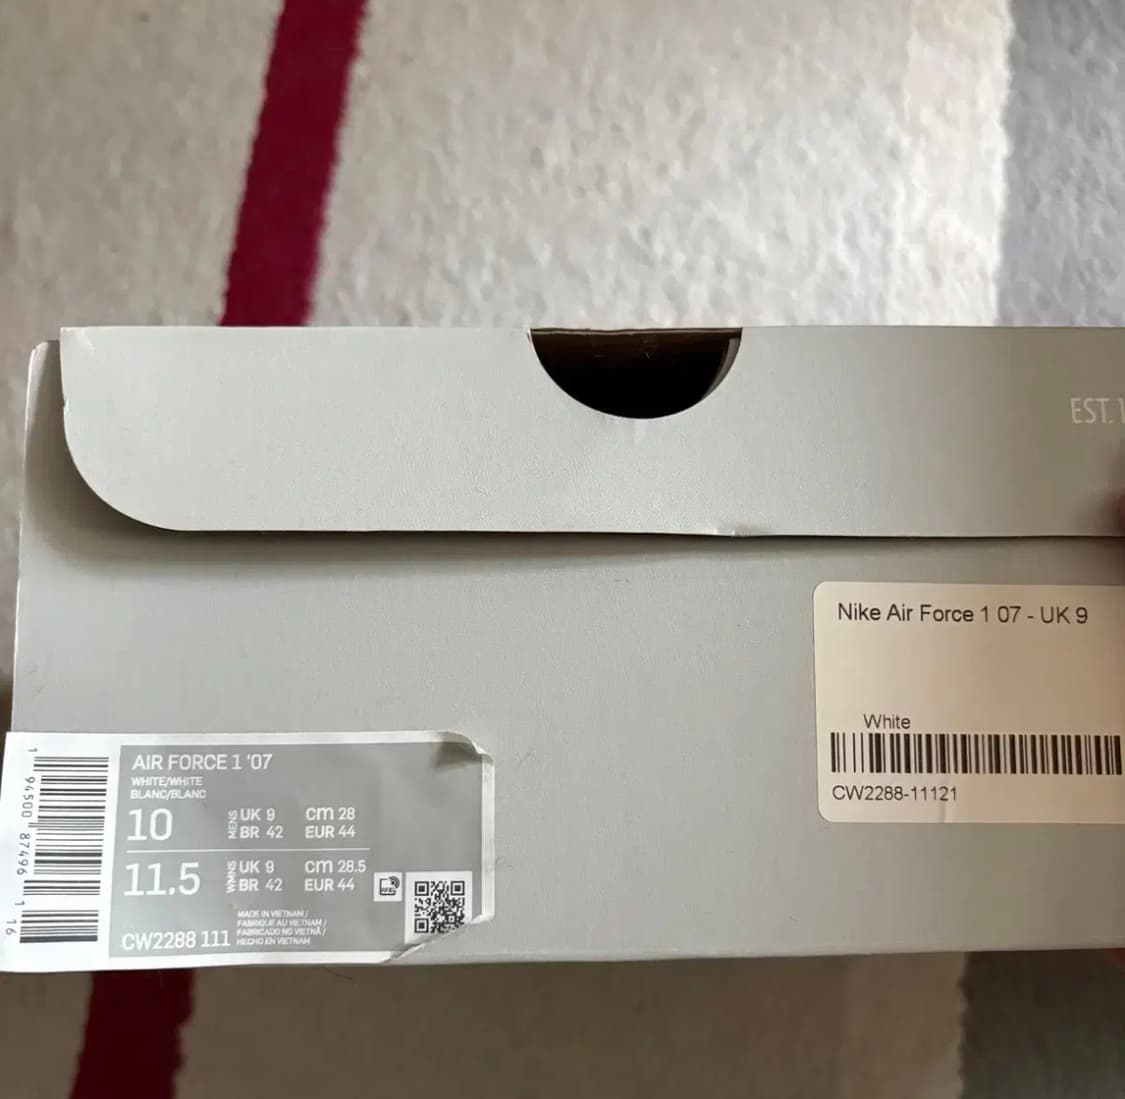 EST. 1
Nike Air Force 1 07 - UK 9
White
CW2288-11121
AIR FORCE 1 '07
WHITE/WHITE
BLANC/BLANC
10 MENS UK 9 cm 28
BR 42 EUR 44
11.5 WMNS UK 9 cm 28.5
BR 42 EUR 44
MADE IN VIETNAM /
FABRIQUE AU VIETNAM /
FABRICADO NO VIETNÃ /
HECHO EN VIETNAM
CW2288 111
1 94500 87496 1 16